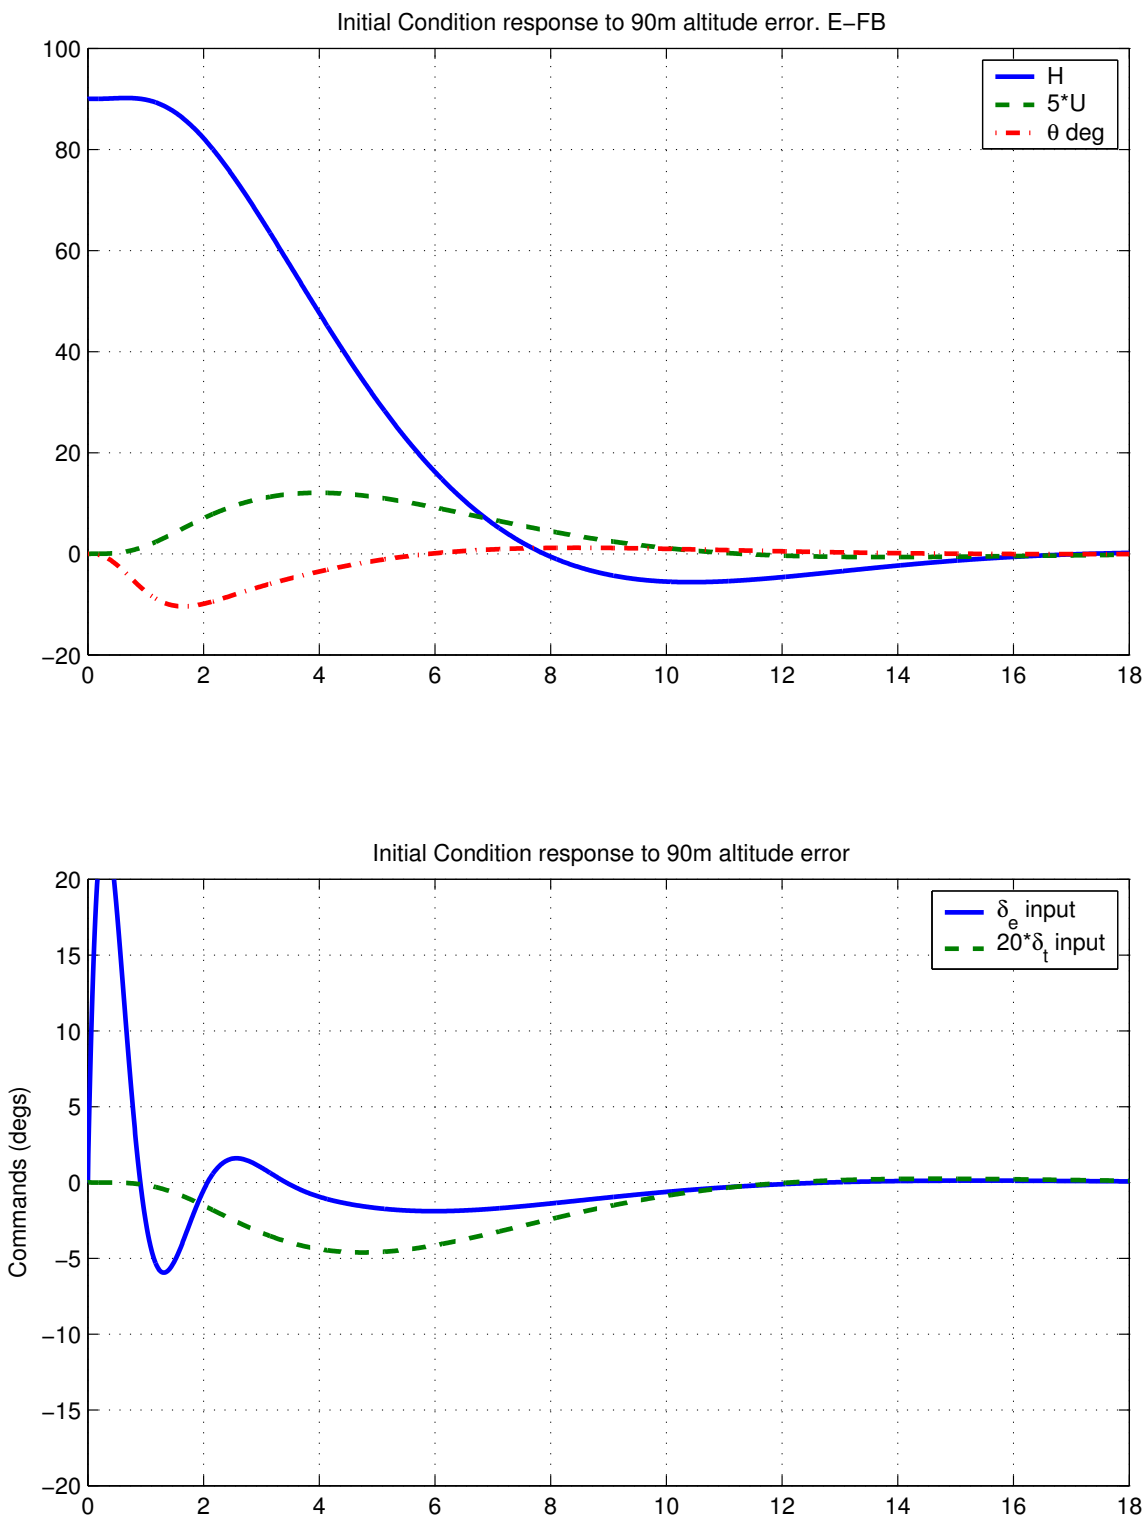 Initial Condition response to 90m altitude error. E−FB
100
80
60
40
20
0
−20
0 2 4 6 8 10 12 14 16 18
H
5*U
θ deg
Initial Condition response to 90m altitude error
Commands (degs)
20
15
10
5
0
−5
−10
−15
−20
0 2 4 6 8 10 12 14 16 18
δe input
20*δt input